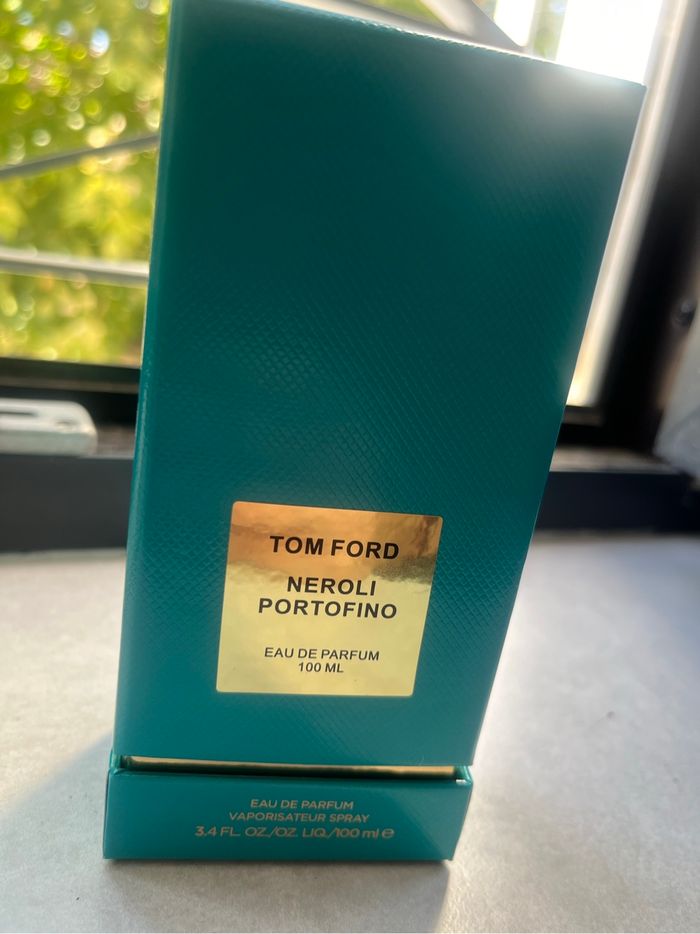 TOM FORD
NEROLI
PORTOFINO
EAU DE PARFUM
100 ML
EAU DE PARFUM
VAPORISATEUR SPRAY
3.4 FL. OZ./OZ. LIQ./100 ml ℮